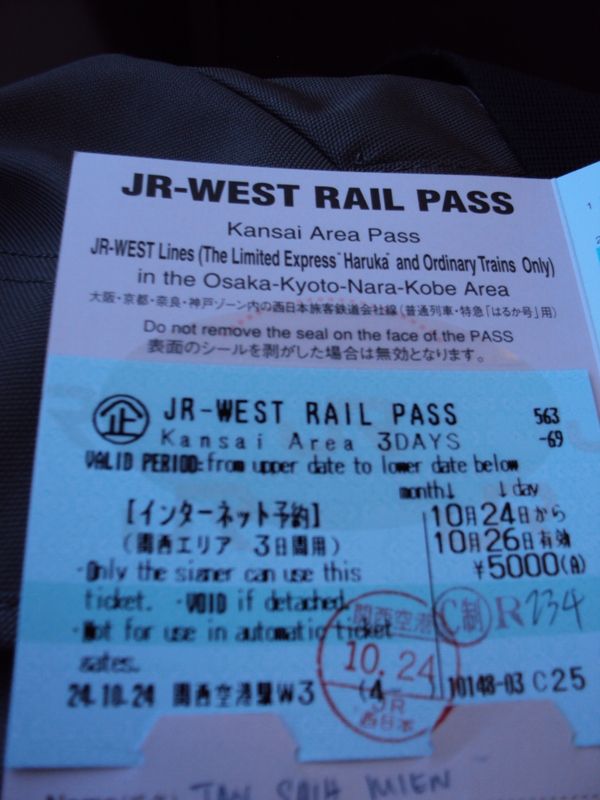 JR-WEST RAIL PASS
Kansai Area Pass
JR-WEST Lines (The Limited Express "Haruka" and Ordinary Trains Only)
in the Osaka-Kyoto-Nara-Kobe Area
大阪・京都・奈良・神戸ゾーン内の西日本旅客鉄道会社線(普通列車・特急「はるか号」用)
Do not remove the seal on the face of the PASS
表面のシールを剥がした場合は無効となります。
企 JR-WEST RAIL PASS 563
Kansai Area 3DAYS -69
VALID PERIOD:from upper date to lower date below
month↓ ↓day
【インターネット予約】 10月24日から
(関西エリア 3日間用) 10月26日有効
・Only the signer can use this ¥5000(A)
ticket. ・VOID if detached. C制 R234
・Not for use in automatic ticket
gates.
関西空港
10.24
JR
西日本
24.10.24 関西空港駅W3 (4 10148-03 C25
TAN SAIH MIEN